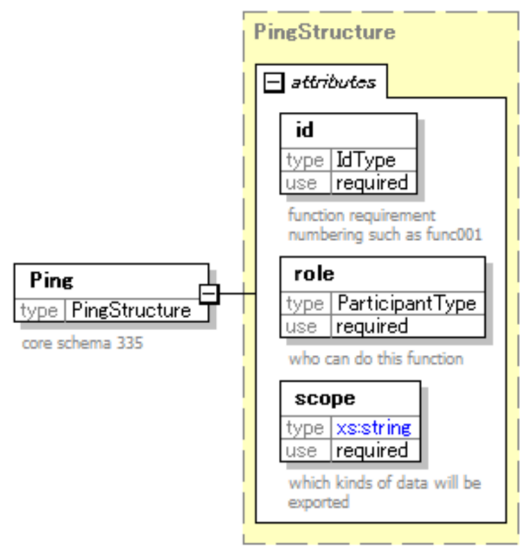 PingStructure
attributes
id
type IdType
use required
function requirement
numbering such as func001
Ping
type PingStructure
core schema 335
role
type ParticipantType
use required
who can do this function
scope
type xs:string
use required
which kinds of data will be
exported